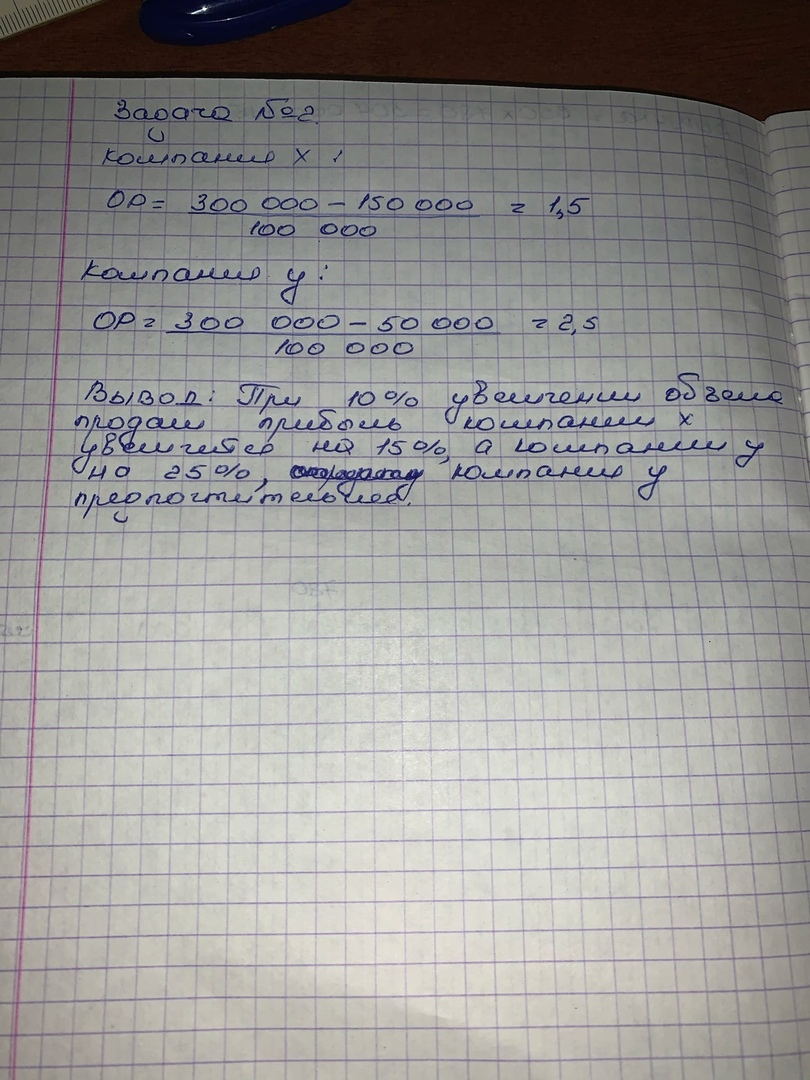 Задача №2.
Компания X :
ОР = 300 000 – 150 000 = 1,5
100 000
Компания у:
ОР = 300 000 – 50 000 = 2,5
100 000
Вывод: При 10% увеличении объема
продаж прибыль компании х
увеличится на 15%, а компании у
на 25%, компания у
предпочтительнее.